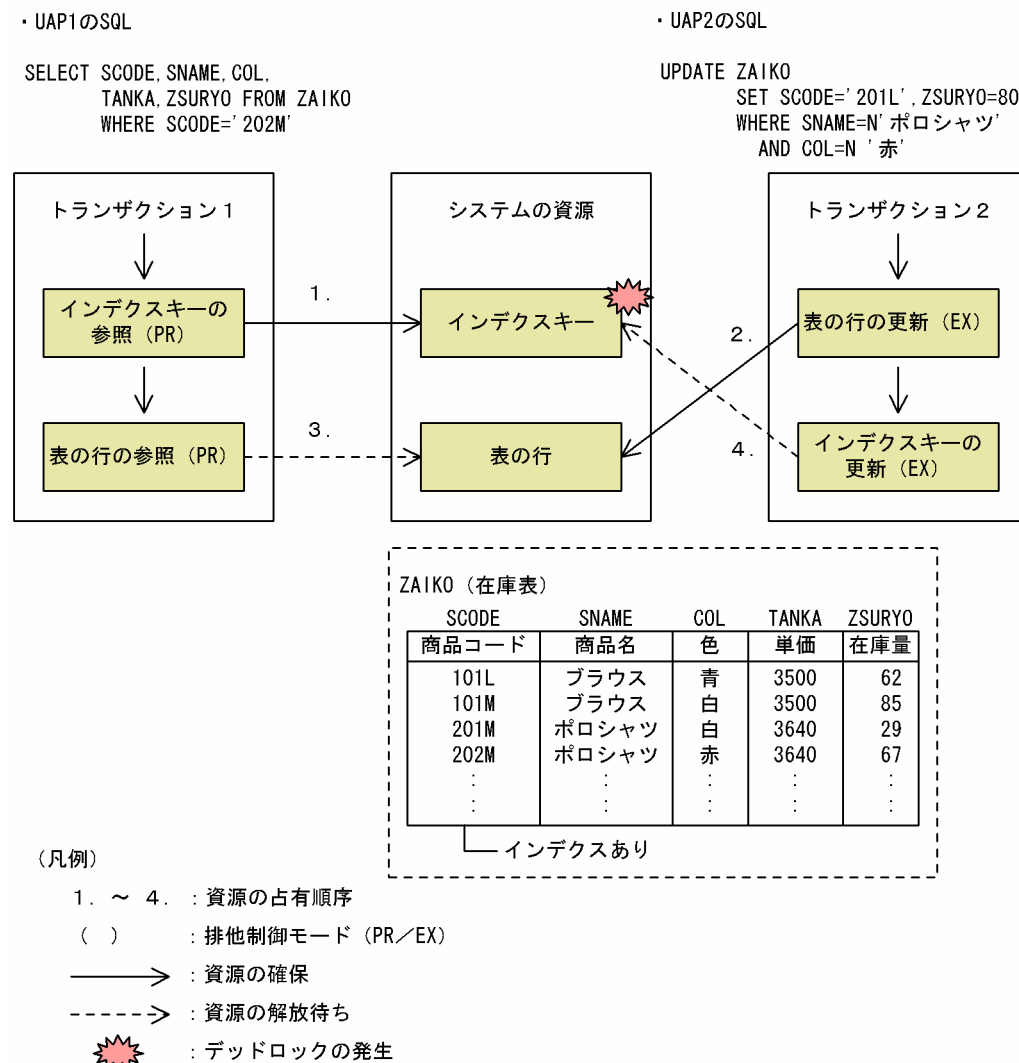 ・UAP1のSQL
SELECT SCODE,SNAME,COL,
TANKA,ZSURYO FROM ZAIKO
WHERE SCODE='202M'
・UAP2のSQL
UPDATE ZAIKO
SET SCODE='201L',ZSURYO=80
WHERE SNAME=N'ポロシャツ'
AND COL=N '赤'
トランザクション1
インデクスキーの
参照(PR)
表の行の参照(PR)
1.
3.
システムの資源
インデクスキー
表の行
2.
4.
トランザクション2
表の行の更新(EX)
インデクスキーの
更新(EX)
ZAIKO(在庫表)
SCODE SNAME COL TANKA ZSURYO
商品コード 商品名 色 単価 在庫量
101L ブラウス 青 3500 62
101M ブラウス 白 3500 85
201M ポロシャツ 白 3640 29
202M ポロシャツ 赤 3640 67
: : : : :
: : : : :
インデクスあり
(凡例)
1.~4. :資源の占有順序
( ) :排他制御モード(PR/EX)
:資源の確保
:資源の解放待ち
:デッドロックの発生